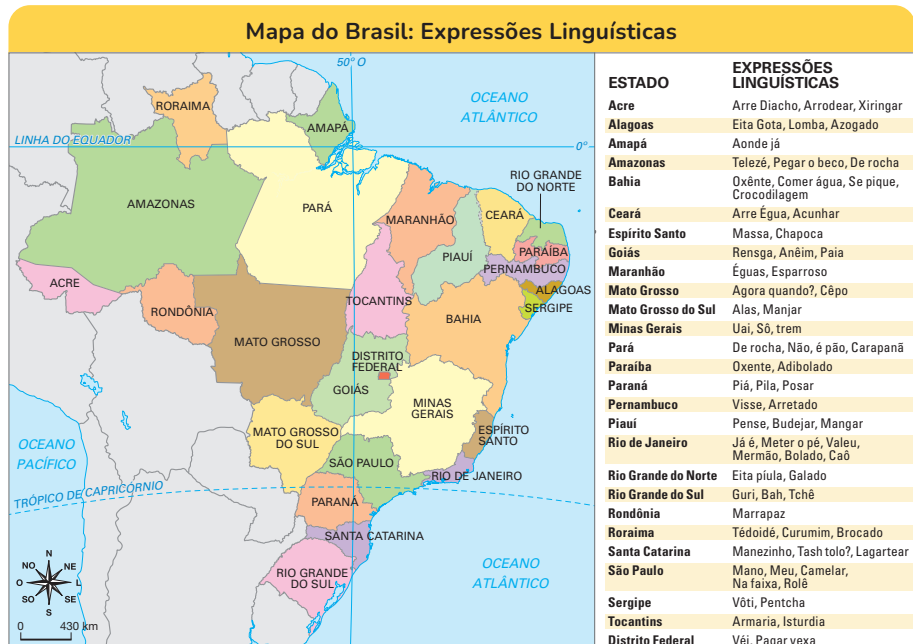 Mapa do Brasil: Expressões Linguísticas
50° O
OCEANO
ATLÂNTICO
RORAIMA
AMAPÁ
LINHA DO EQUADOR
0°
RIO GRANDE
DO NORTE
AMAZONAS
PARÁ
MARANHÃO
CEARÁ
PIAUÍ
PARAÍBA
PERNAMBUCO
ACRE
ALAGOAS
SERGIPE
TOCANTINS
RONDÔNIA
BAHIA
MATO GROSSO
DISTRITO
FEDERAL
GOIÁS
MINAS
GERAIS
MATO GROSSO
DO SUL
ESPÍRITO
SANTO
OCEANO
PACÍFICO
SÃO PAULO
RIO DE JANEIRO
TRÓPICO DE CAPRICÓRNIO
PARANÁ
SANTA CATARINA
RIO GRANDE
DO SUL
OCEANO
ATLÂNTICO
N
NO NE
O L
SO SE
S
0 430 km
ESTADO EXPRESSÕES LINGUÍSTICAS
Acre Arre Diacho, Arrodear, Xiringar
Alagoas Eita Gota, Lomba, Azogado
Amapá Aonde já
Amazonas Telezé, Pegar o beco, De rocha
Bahia Oxênte, Comer água, Se pique,
Crocodilagem
Ceará Arre Égua, Acunhar
Espírito Santo Massa, Chapoca
Goiás Rensga, Anêim, Paia
Maranhão Éguas, Esparroso
Mato Grosso Agora quando?, Cêpo
Mato Grosso do Sul Alas, Manjar
Minas Gerais Uai, Sô, trem
Pará De rocha, Não, é pão, Carapanã
Paraíba Oxente, Adibolado
Paraná Piá, Pila, Posar
Pernambuco Visse, Arretado
Piauí Pense, Budejar, Mangar
Rio de Janeiro Já é, Meter o pé, Valeu,
Mermão, Bolado, Caô
Rio Grande do Norte Eita píula, Galado
Rio Grande do Sul Guri, Bah, Tchê
Rondônia Marrapaz
Roraima Tédoidé, Curumim, Brocado
Santa Catarina Manezinho, Tash tolo?, Lagartear
São Paulo Mano, Meu, Camelar,
Na faixa, Rolê
Sergipe Vôti, Pentcha
Tocantins Armaria, Isturdia
Distrito Federal Véi, Pagar vexa